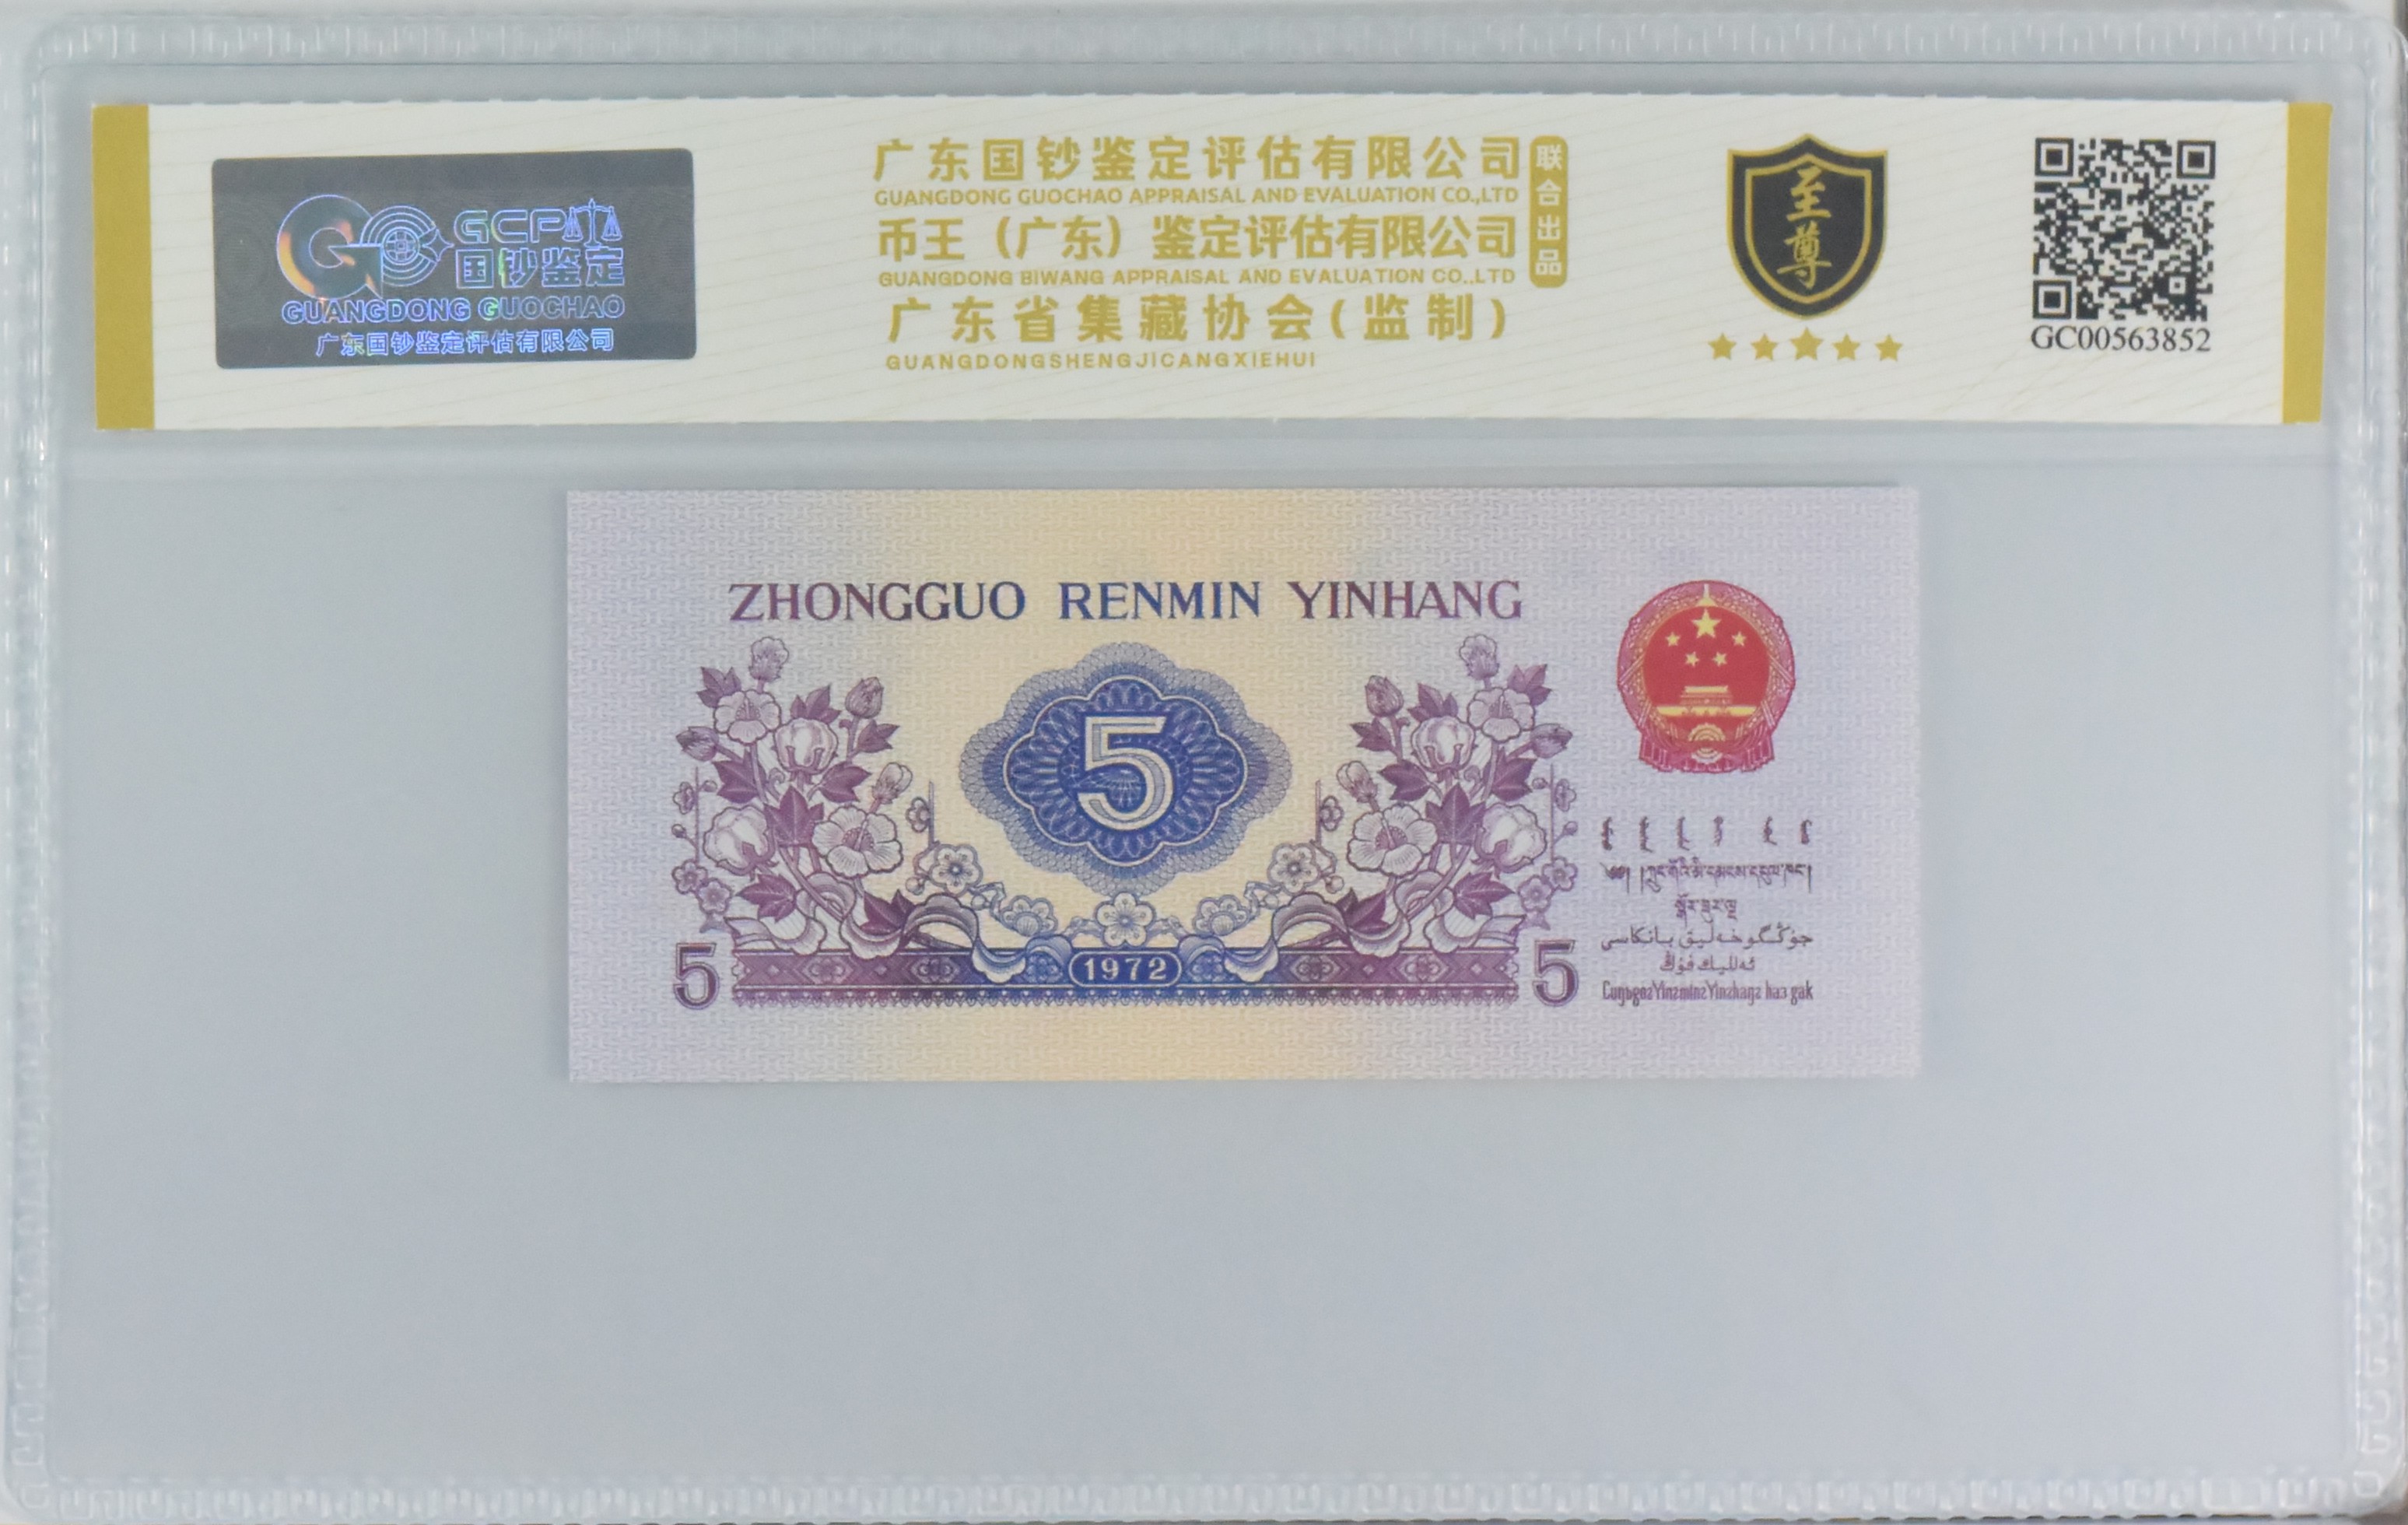 GCP
国钞鉴定
GUANGDONG GUOCHAO
广东国钞鉴定评估有限公司
广东国钞鉴定评估有限公司
GUANGDONG GUOCHAO APPRAISAL AND EVALUATION CO.,LTD
币王（广东）鉴定评估有限公司
GUANGDONG BIWANG APPRAISAL AND EVALUATION CO..LTD
广东省集藏协会(监制)
GUANGDONGSHENGJICANGXIEHUI
联合出品
至尊
GC00563852
ZHONGGUO RENMIN YINHANG
5
5
1972
5
جۇڭگو خەلىق بانكىسى